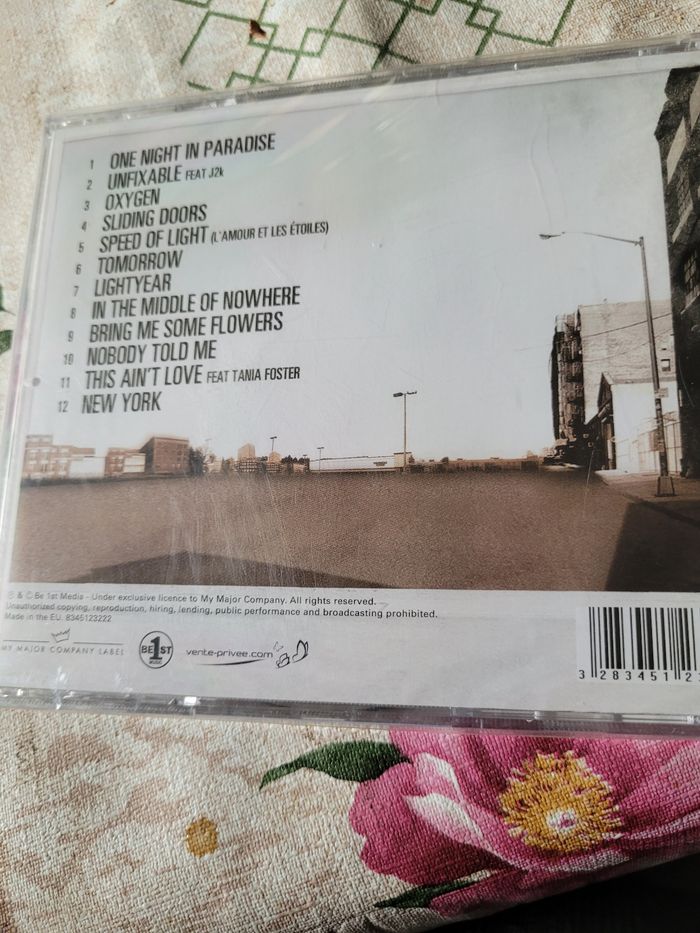 1 ONE NIGHT IN PARADISE
2 UNFIXABLE FEAT J2k
3 OXYGEN
4 SLIDING DOORS
5 SPEED OF LIGHT (L'AMOUR ET LES ÉTOILES)
6 TOMORROW
7 LIGHTYEAR
8 IN THE MIDDLE OF NOWHERE
9 BRING ME SOME FLOWERS
10 NOBODY TOLD ME
11 THIS AIN'T LOVE FEAT TANIA FOSTER
12 NEW YORK
℗ & © Be 1st Media - Under exclusive licence to My Major Company. All rights reserved.
Unauthorized copying, reproduction, hiring, lending, public performance and broadcasting prohibited.
Made in the EU. 8345123222
MY MAJOR COMPANY LABEL
BE 1ST MUSIC
vente-privee.com
3 283451 2